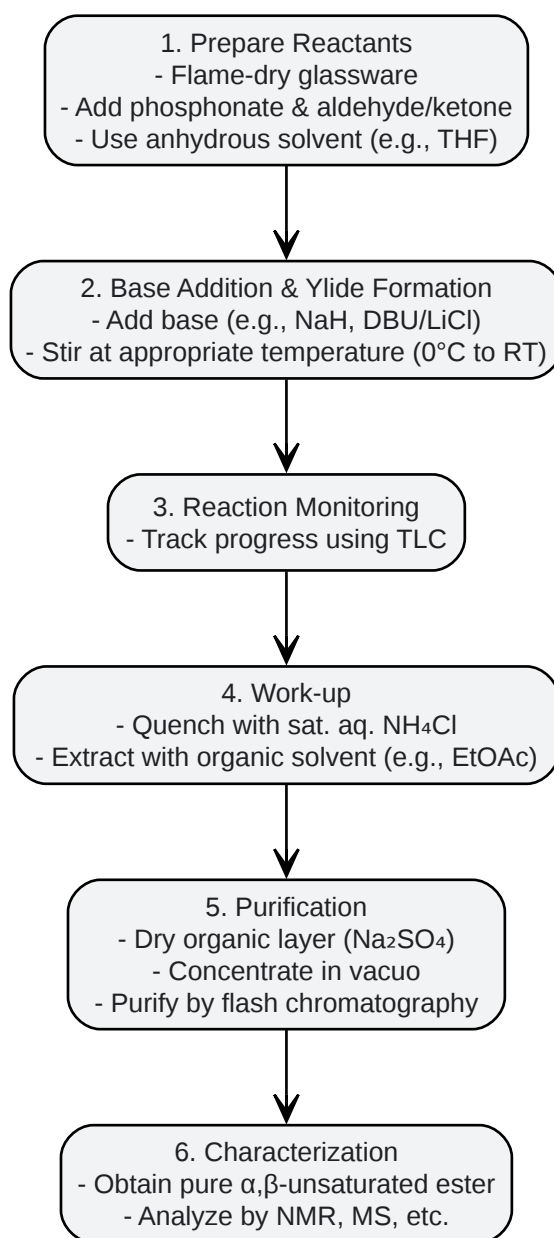 1. Prepare Reactants
- Flame-dry glassware
- Add phosphonate & aldehyde/ketone
- Use anhydrous solvent (e.g., THF)
2. Base Addition & Ylide Formation
- Add base (e.g., NaH, DBU/LiCl)
- Stir at appropriate temperature (0°C to RT)
3. Reaction Monitoring
- Track progress using TLC
4. Work-up
- Quench with sat. aq. NH₄Cl
- Extract with organic solvent (e.g., EtOAc)
5. Purification
- Dry organic layer (Na₂SO₄)
- Concentrate in vacuo
- Purify by flash chromatography
6. Characterization
- Obtain pure α,β-unsaturated ester
- Analyze by NMR, MS, etc.